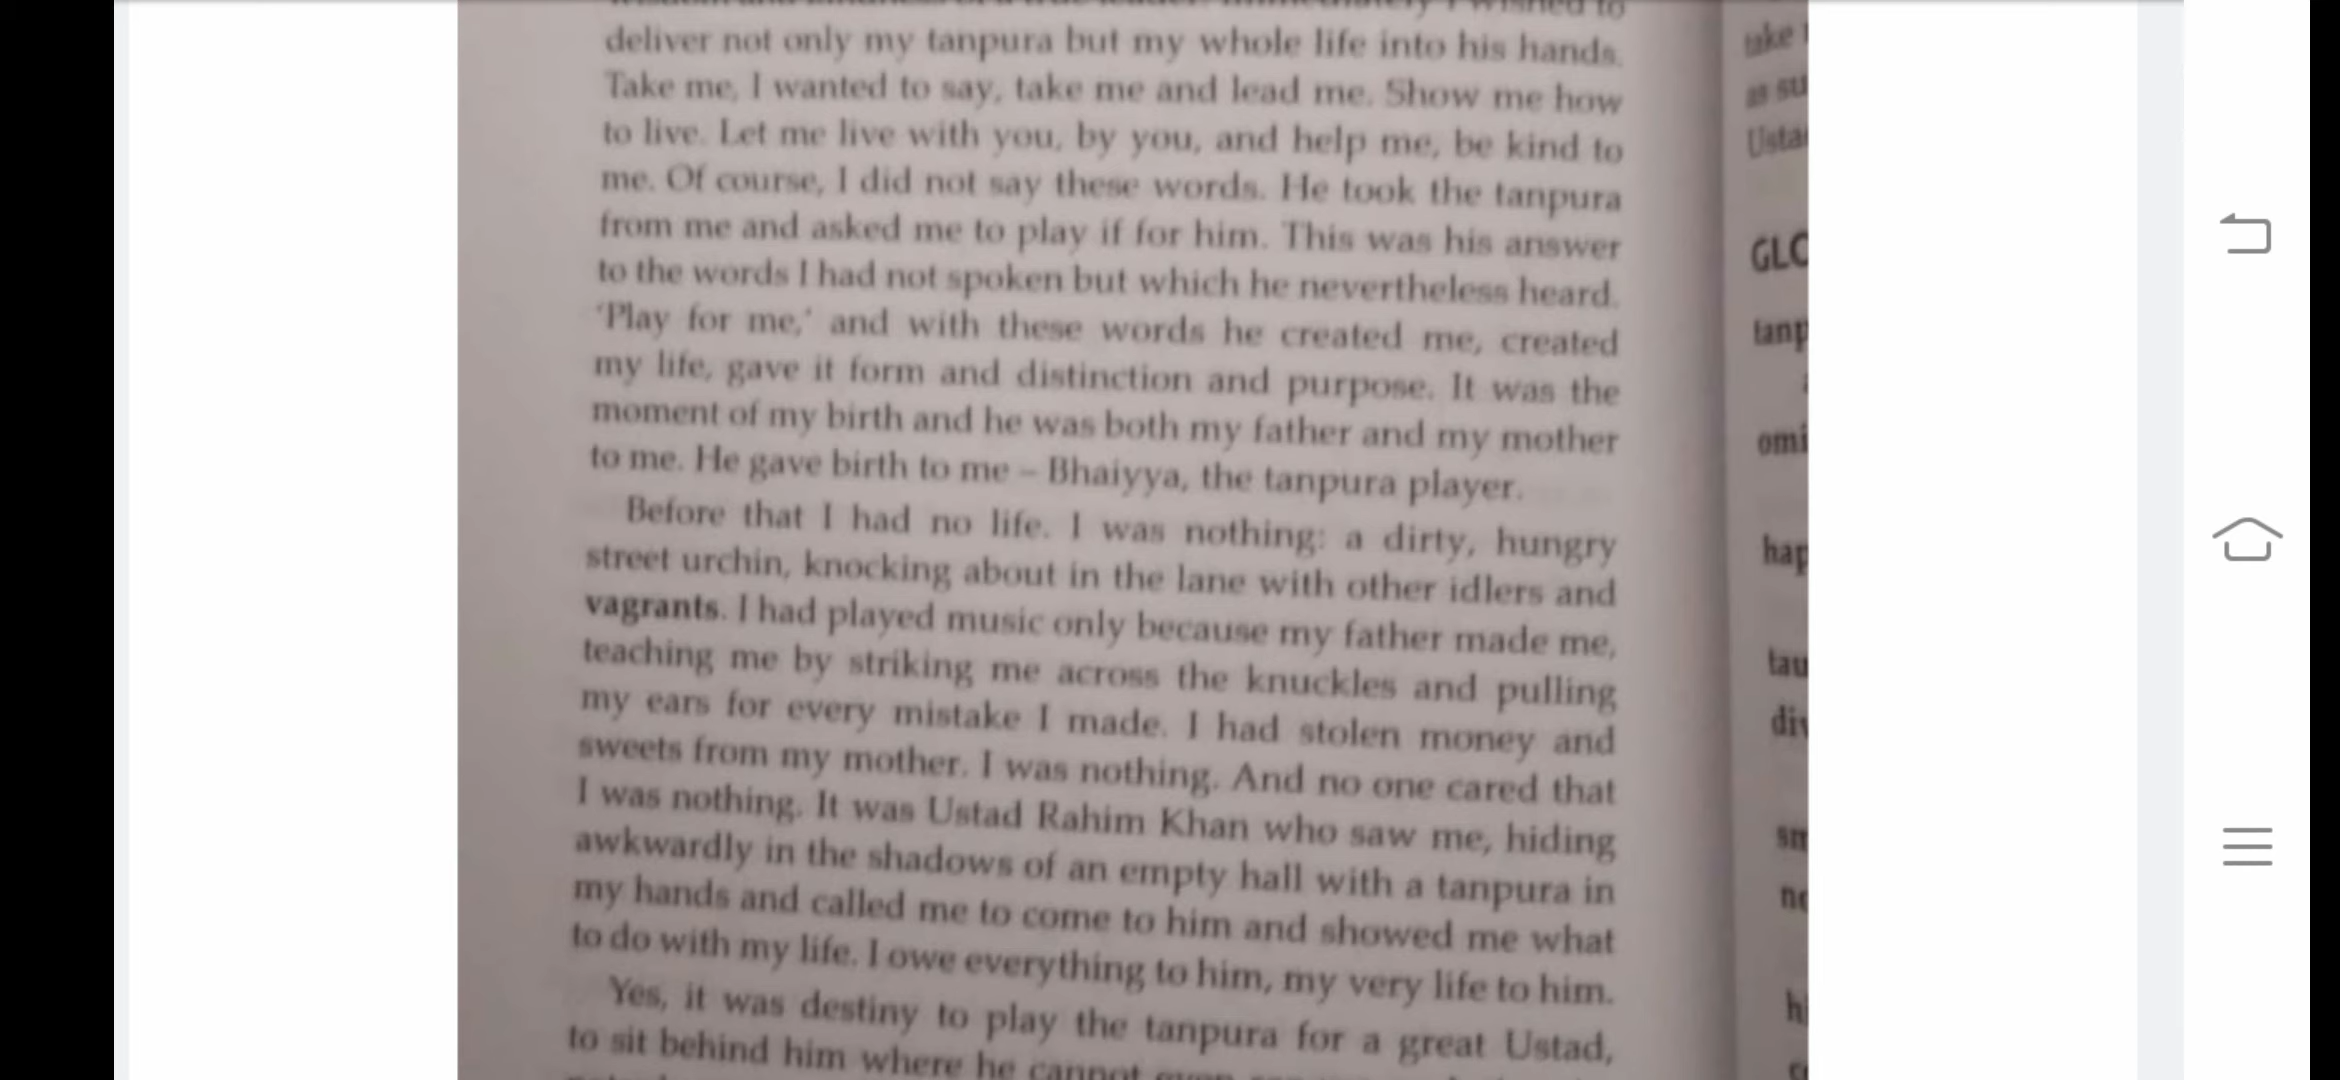 deliver not only my tanpura but my whole life into his hands.
Take me, I wanted to say, take me and lead me. Show me how
to live. Let me live with you, by you, and help me, be kind to
me. Of course, I did not say these words. He took the tanpura
from me and asked me to play if for him. This was his answer
to the words I had not spoken but which he nevertheless heard.
‘Play for me,’ and with these words he created me, created
my life, gave it form and distinction and purpose. It was the
moment of my birth and he was both my father and my mother
to me. He gave birth to me – Bhaiyya, the tanpura player.
Before that I had no life. I was nothing: a dirty, hungry
street urchin, knocking about in the lane with other idlers and
vagrants. I had played music only because my father made me,
teaching me by striking me across the knuckles and pulling
my ears for every mistake I made. I had stolen money and
sweets from my mother. I was nothing. And no one cared that
I was nothing. It was Ustad Rahim Khan who saw me, hiding
awkwardly in the shadows of an empty hall with a tanpura in
my hands and called me to come to him and showed me what
to do with my life. I owe everything to him, my very life to him.
Yes, it was destiny to play the tanpura for a great Ustad,
to sit behind him where he cannot even
take